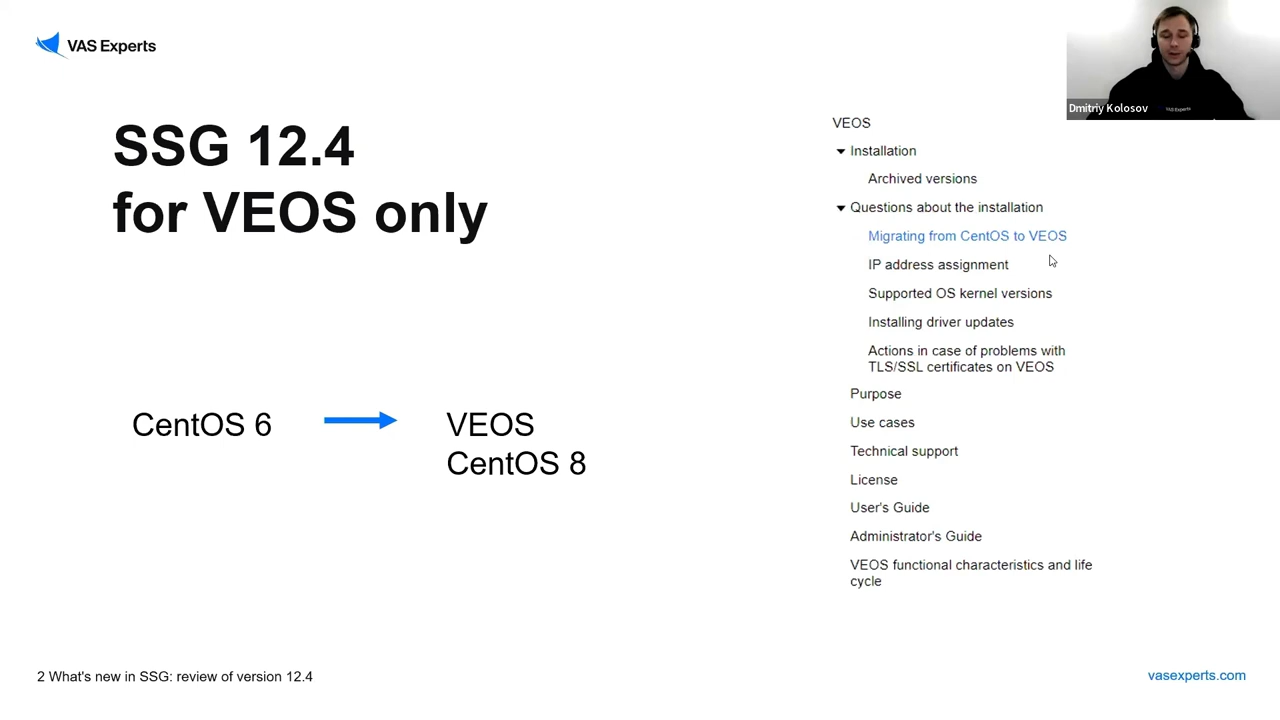 VAS Experts
SSG 12.4
for VEOS only
CentOS 6
VEOS
CentOS 8
VEOS
Installation
Archived versions
Questions about the installation
Migrating from CentOS to VEOS
IP address assignment
Supported OS kernel versions
Installing driver updates
Actions in case of problems with
TLS/SSL certificates on VEOS
Purpose
Use cases
Technical support
License
User's Guide
Administrator's Guide
VEOS functional characteristics and life
cycle
Dmitriy Kolosov
VAS Experts
2 What's new in SSG: review of version 12.4
vasexperts.com